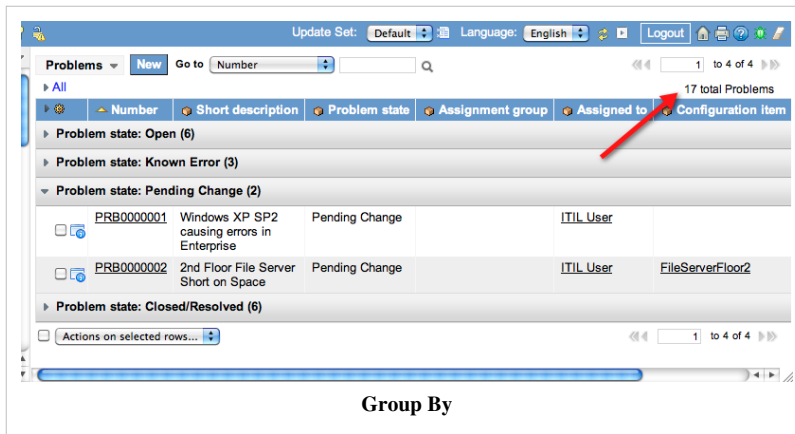 Update Set: Default Language: English Logout
Problems New Go to Number 1 to 4 of 4
All
17 total Problems
Number Short description Problem state Assignment group Assigned to Configuration item
Problem state: Open (6)
Problem state: Known Error (3)
Problem state: Pending Change (2)
PRB0000001 Windows XP SP2 Pending Change ITIL User
causing errors in
Enterprise
PRB0000002 2nd Floor File Server Pending Change ITIL User FileServerFloor2
Short on Space
Problem state: Closed/Resolved (6)
Actions on selected rows... 1 to 4 of 4
Group By